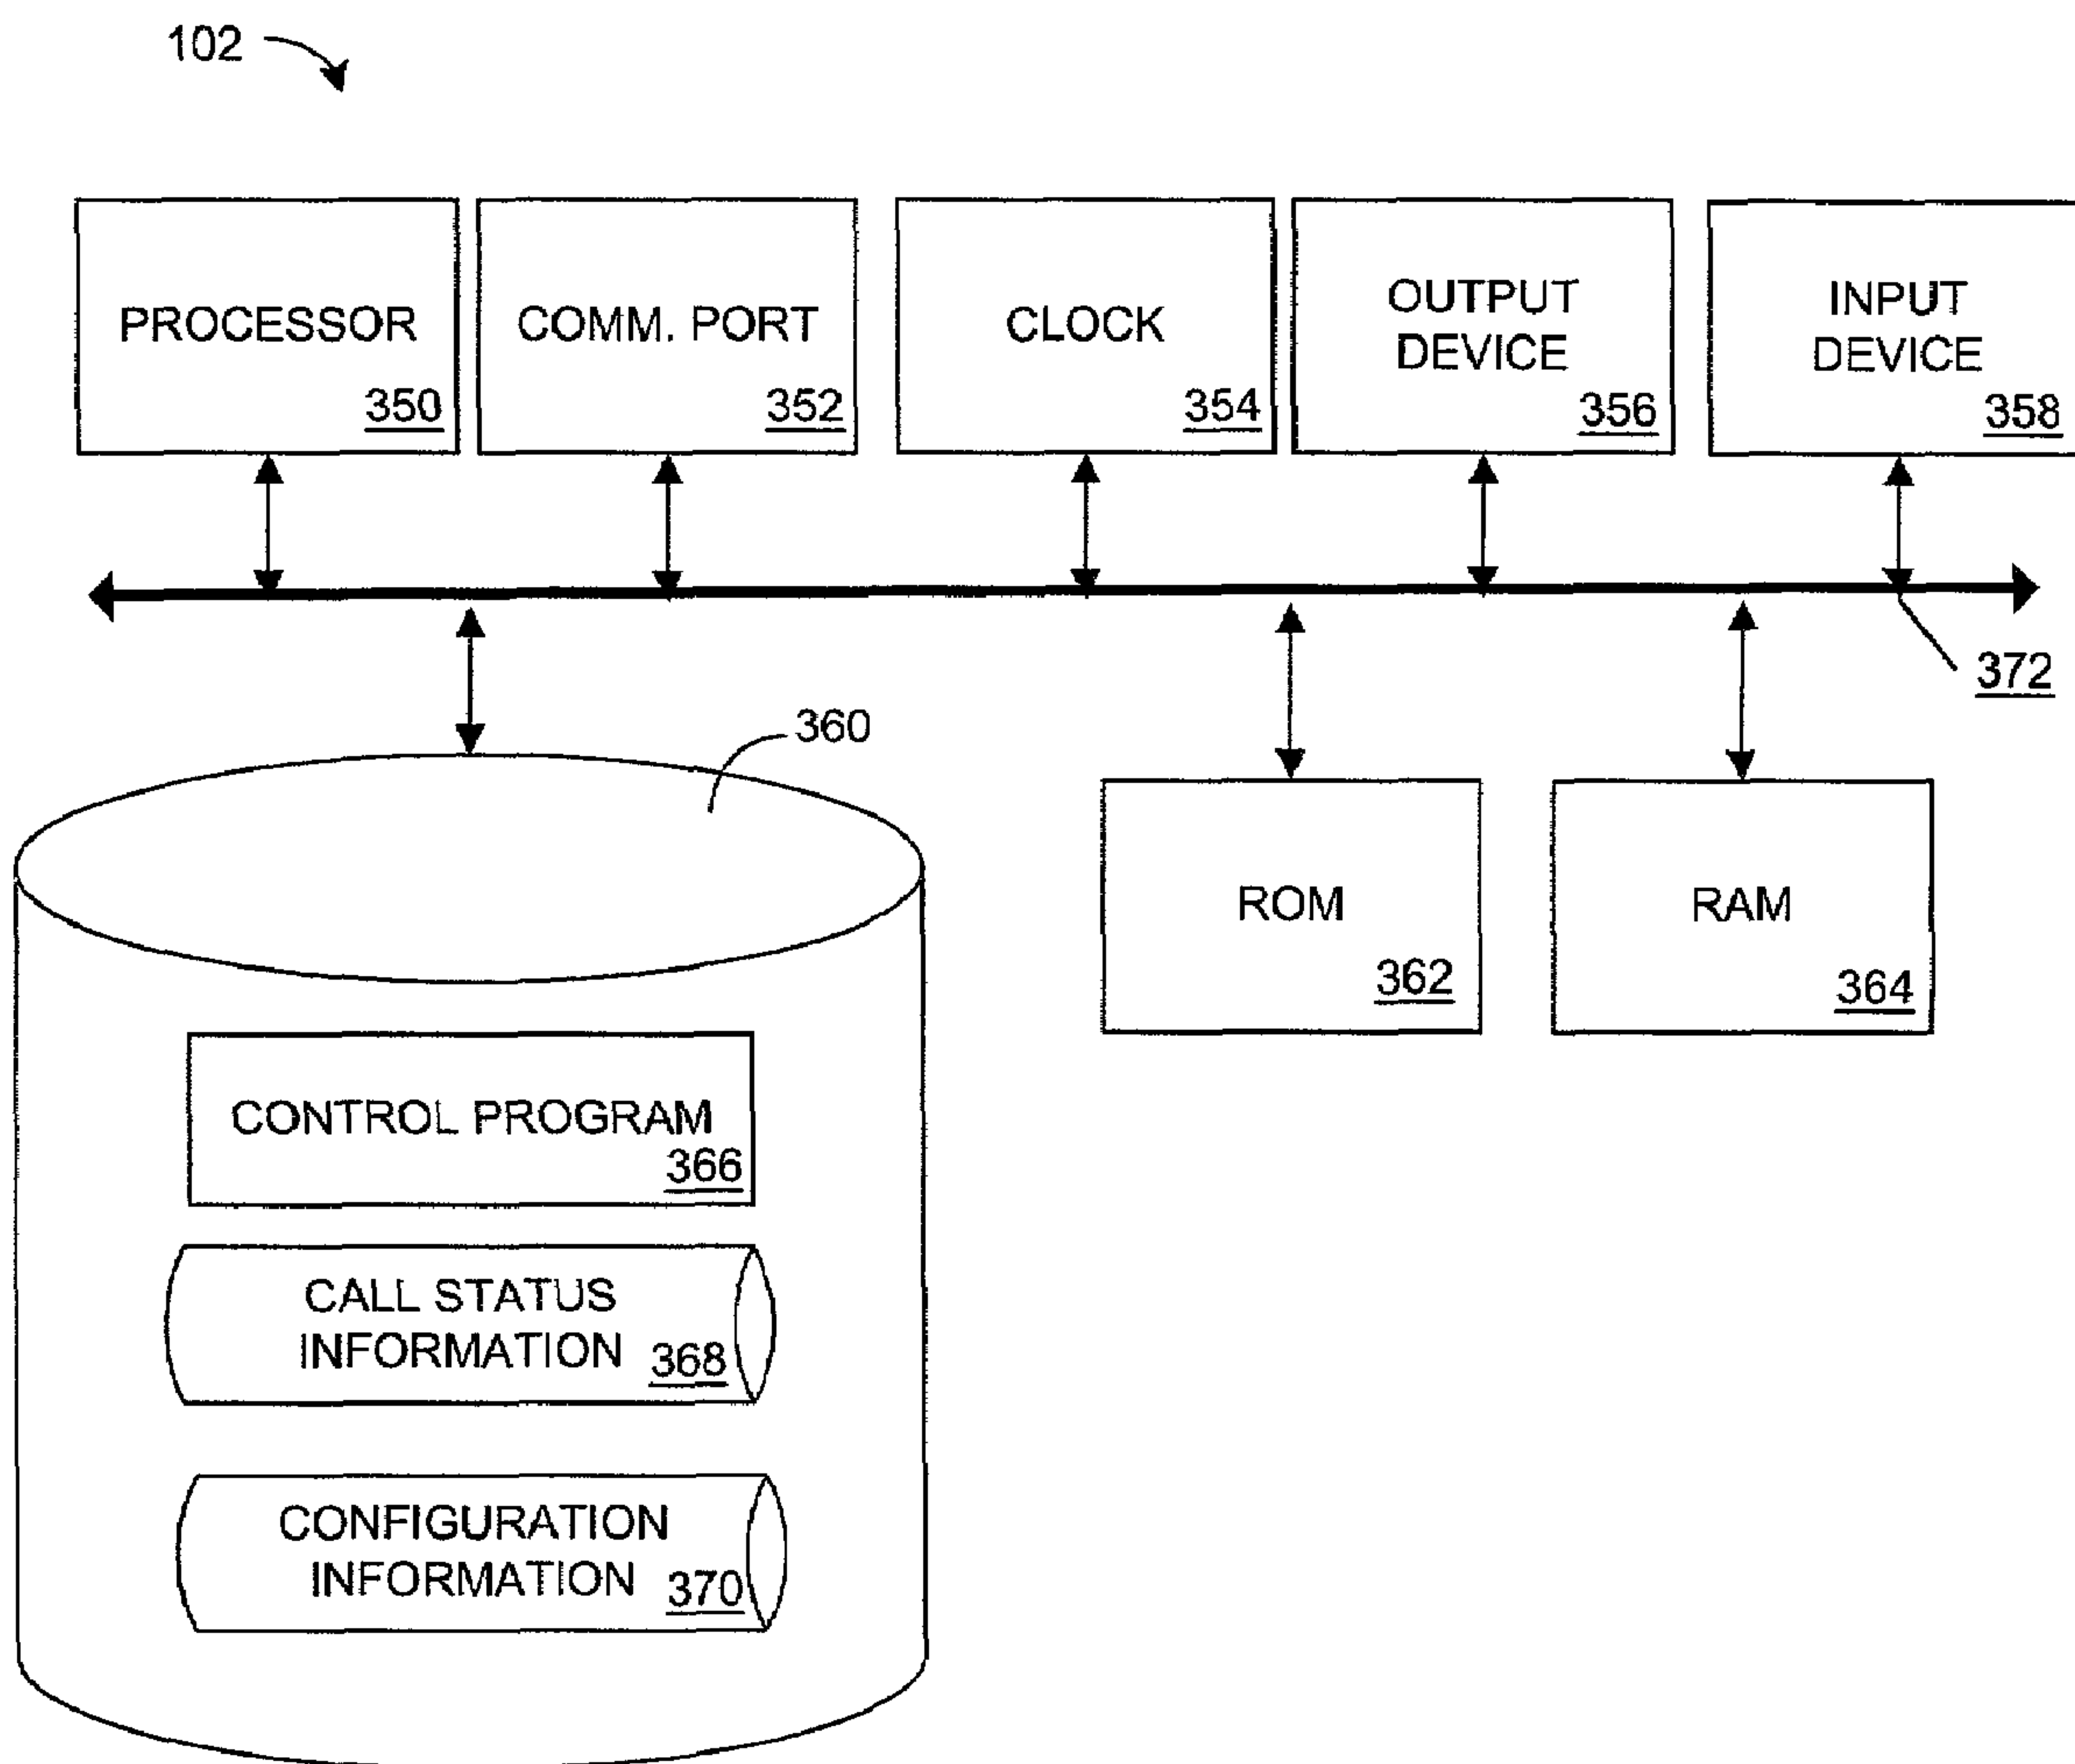 102
PROCESSOR
350
COMM. PORT
352
CLOCK
354
OUTPUT
DEVICE
356
INPUT
DEVICE
358
372
360
ROM
362
RAM
364
CONTROL PROGRAM
366
CALL STATUS
INFORMATION
368
CONFIGURATION
INFORMATION
370